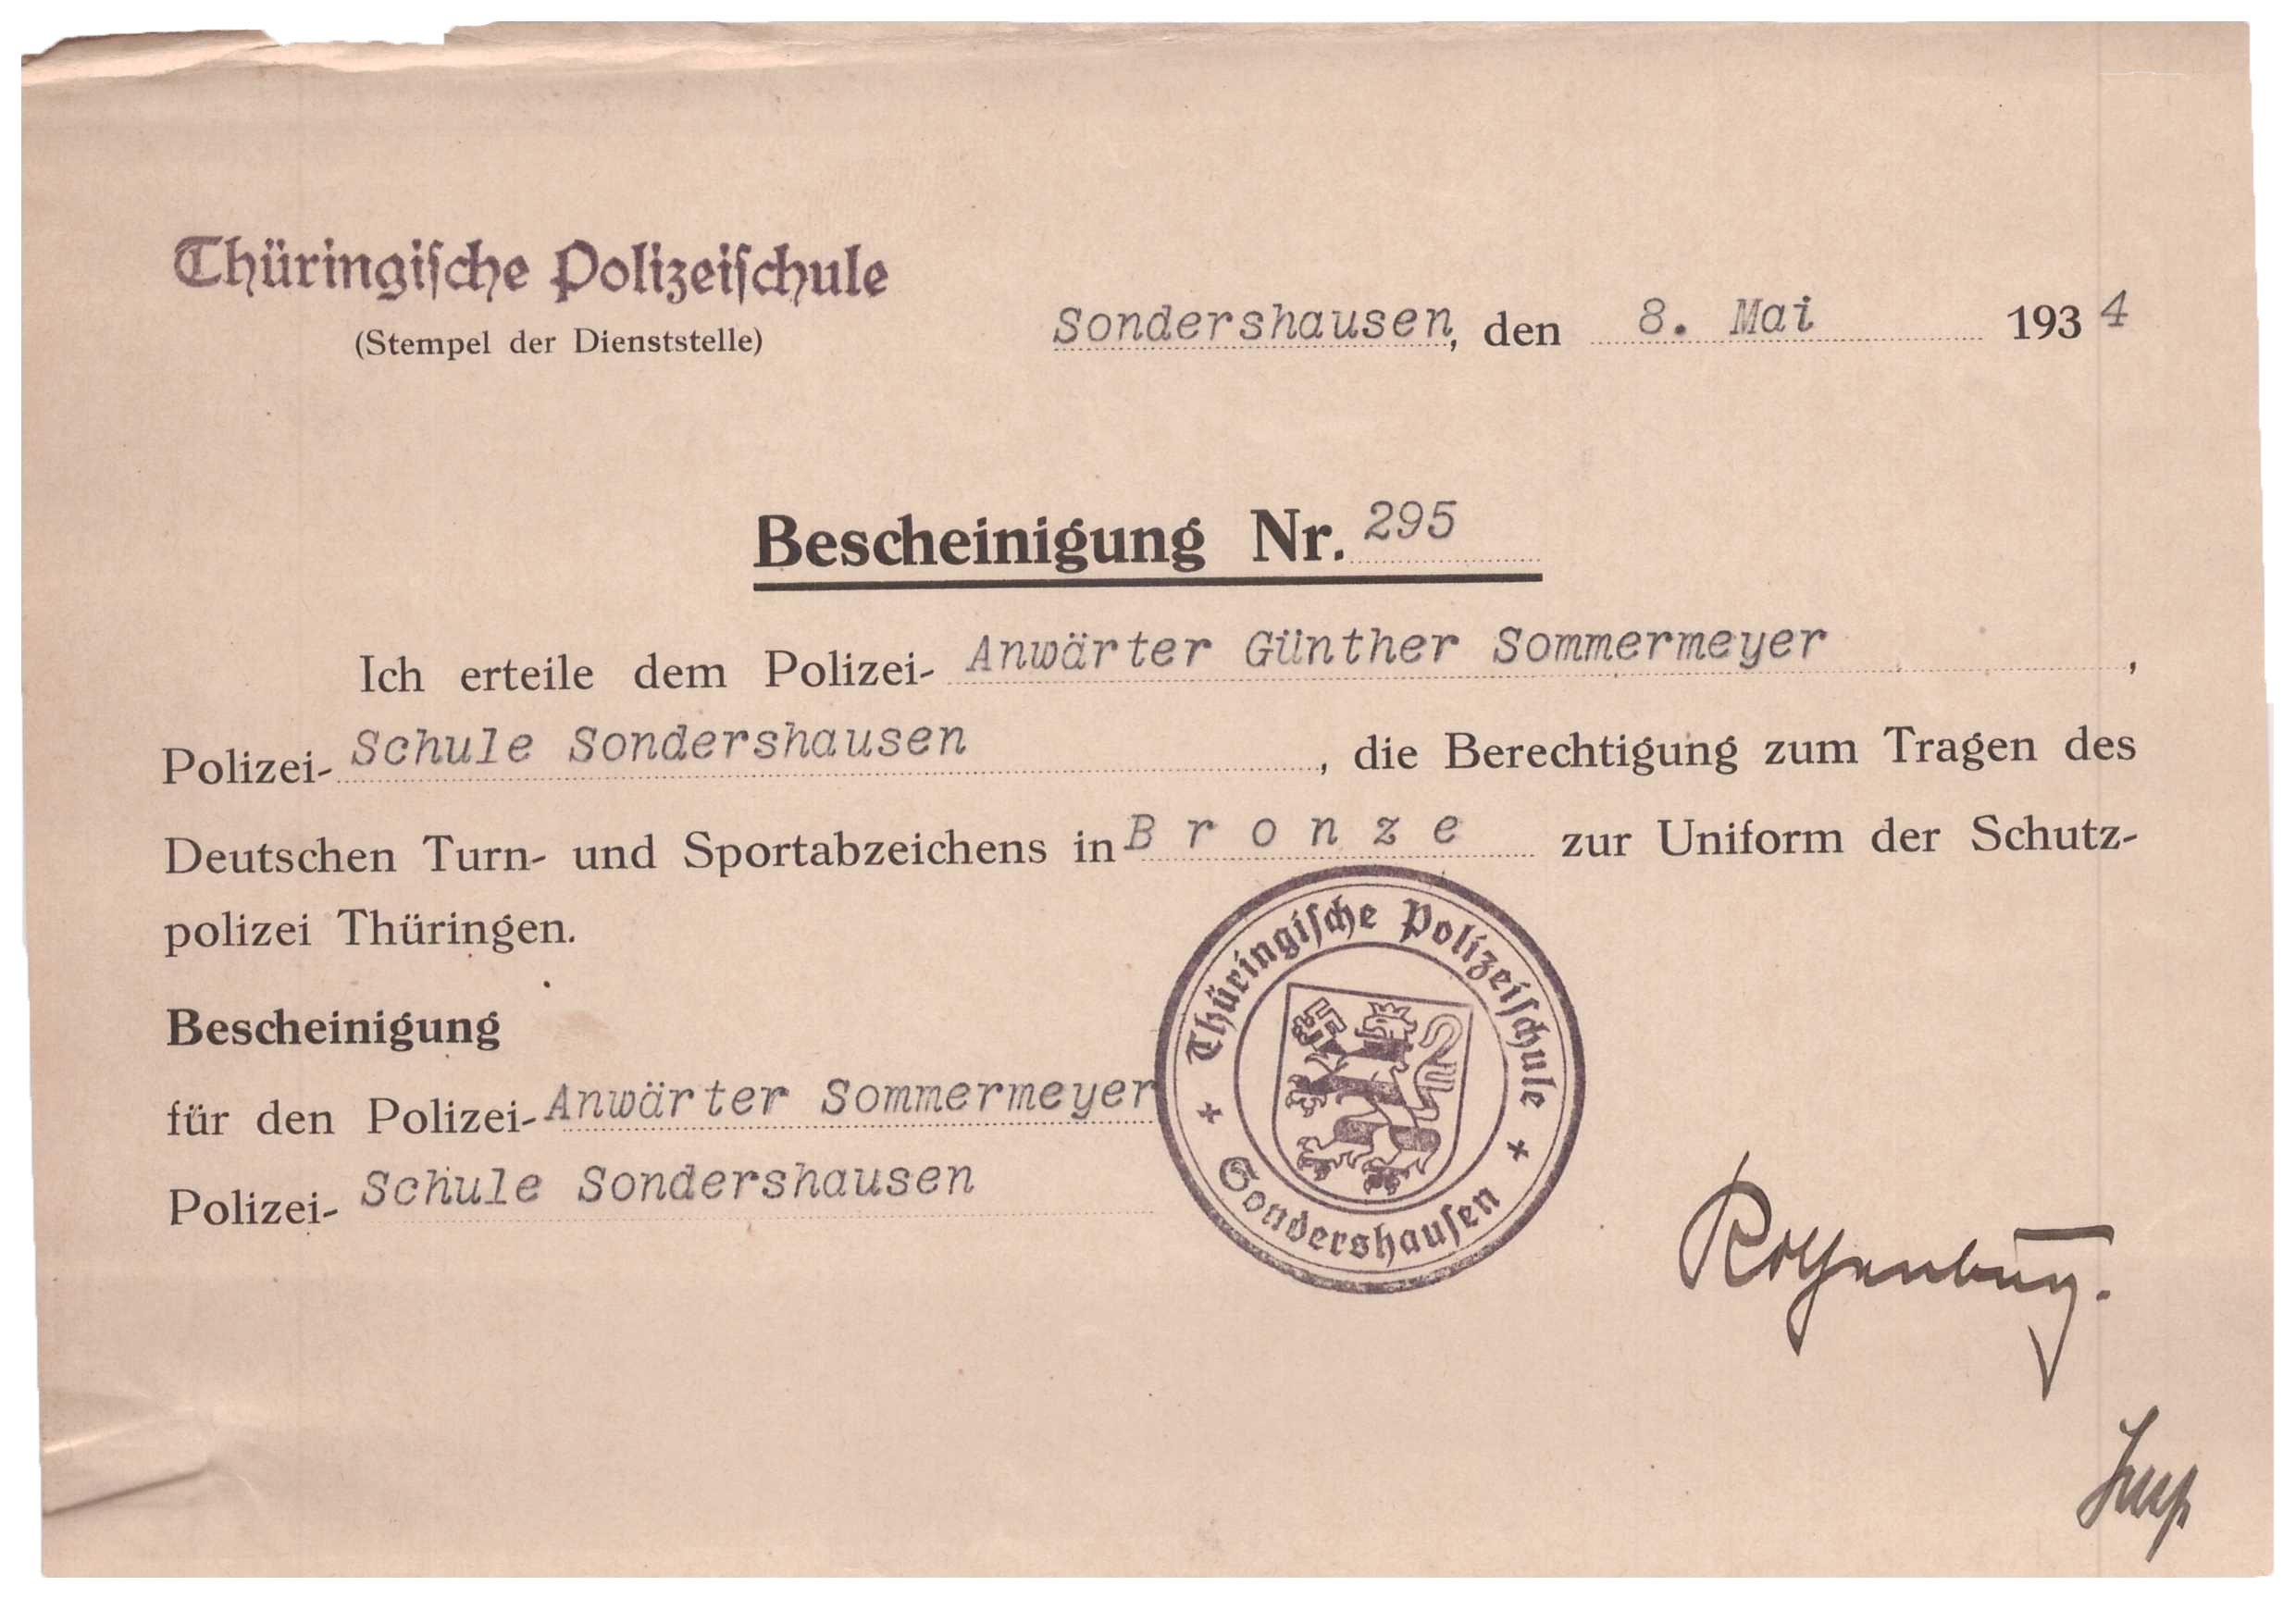 Thüringische Polizeischule
(Stempel der Dienststelle)
Sondershausen, den 8. Mai 1934
Bescheinigung Nr. 295
Ich erteile dem Polizei- Anwärter Günther Sommermeyer,
Polizei- Schule Sondershausen, die Berechtigung zum Tragen des
Deutschen Turn- und Sportabzeichens in B r o n z e zur Uniform der Schutz-
polizei Thüringen.
Bescheinigung
für den Polizei- Anwärter Sommermeyer
Polizei- Schule Sondershausen
Thüringische Polizeischule
Sondershausen